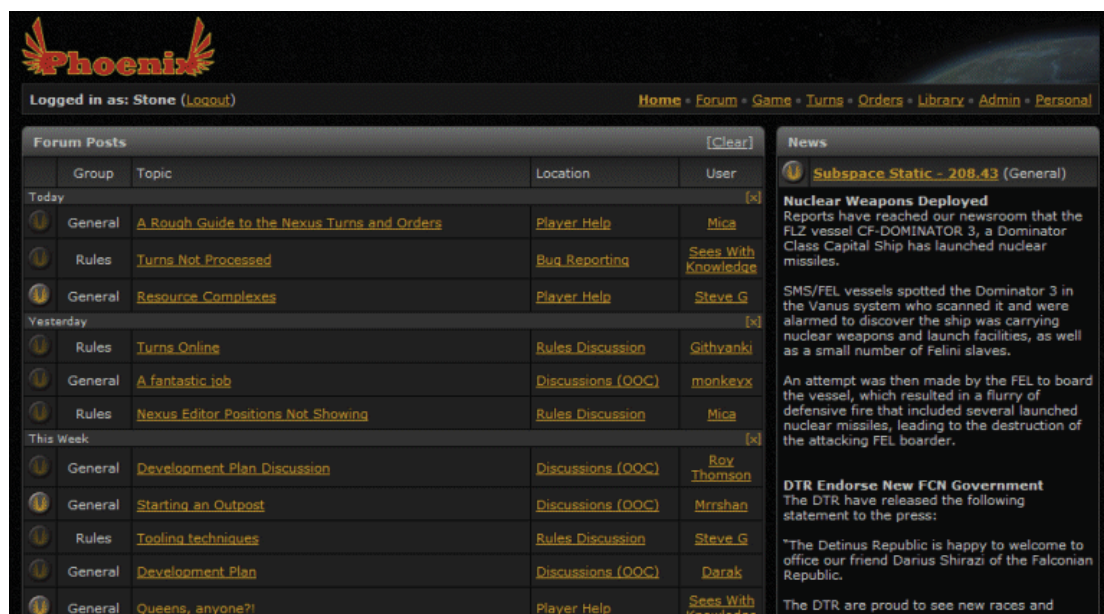 Phoenix
Logged in as: Stone (Logout)
Home • Forum • Game • Turns • Orders • Library • Admin • Personal
Forum Posts [Clear]
Group Topic Location User
Today [x]
General A Rough Guide to the Nexus Turns and Orders Player Help Mica
Rules Turns Not Processed Bug Reporting Sees With
Knowledge
General Resource Complexes Player Help Steve G
Yesterday [x]
Rules Turns Online Rules Discussion Githyanki
General A fantastic job Discussions (OOC) monkeyx
Rules Nexus Editor Positions Not Showing Rules Discussion Mica
This Week [x]
General Development Plan Discussion Discussions (OOC) Roy
Thomson
General Starting an Outpost Discussions (OOC) Mrrshan
Rules Tooling techniques Rules Discussion Steve G
General Development Plan Discussions (OOC) Darak
General Queens, anyone?! Player Help Sees With
Knowledge
News
Subspace Static - 208.43 (General)
Nuclear Weapons Deployed
Reports have reached our newsroom that the
FLZ vessel CF-DOMINATOR 3, a Dominator
Class Capital Ship has launched nuclear
missiles.
SMS/FEL vessels spotted the Dominator 3 in
the Vanus system who scanned it and were
alarmed to discover the ship was carrying
nuclear weapons and launch facilities, as well
as a small number of Felini slaves.
An attempt was then made by the FEL to board
the vessel, which resulted in a flurry of
defensive fire that included several launched
nuclear missiles, leading to the destruction of
the attacking FEL boarder.
DTR Endorse New FCN Government
The DTR have released the following
statement to the press:
"The Detinus Republic is happy to welcome to
office our friend Darius Shirazi of the Falconian
Republic.
The DTR are proud to see new races and